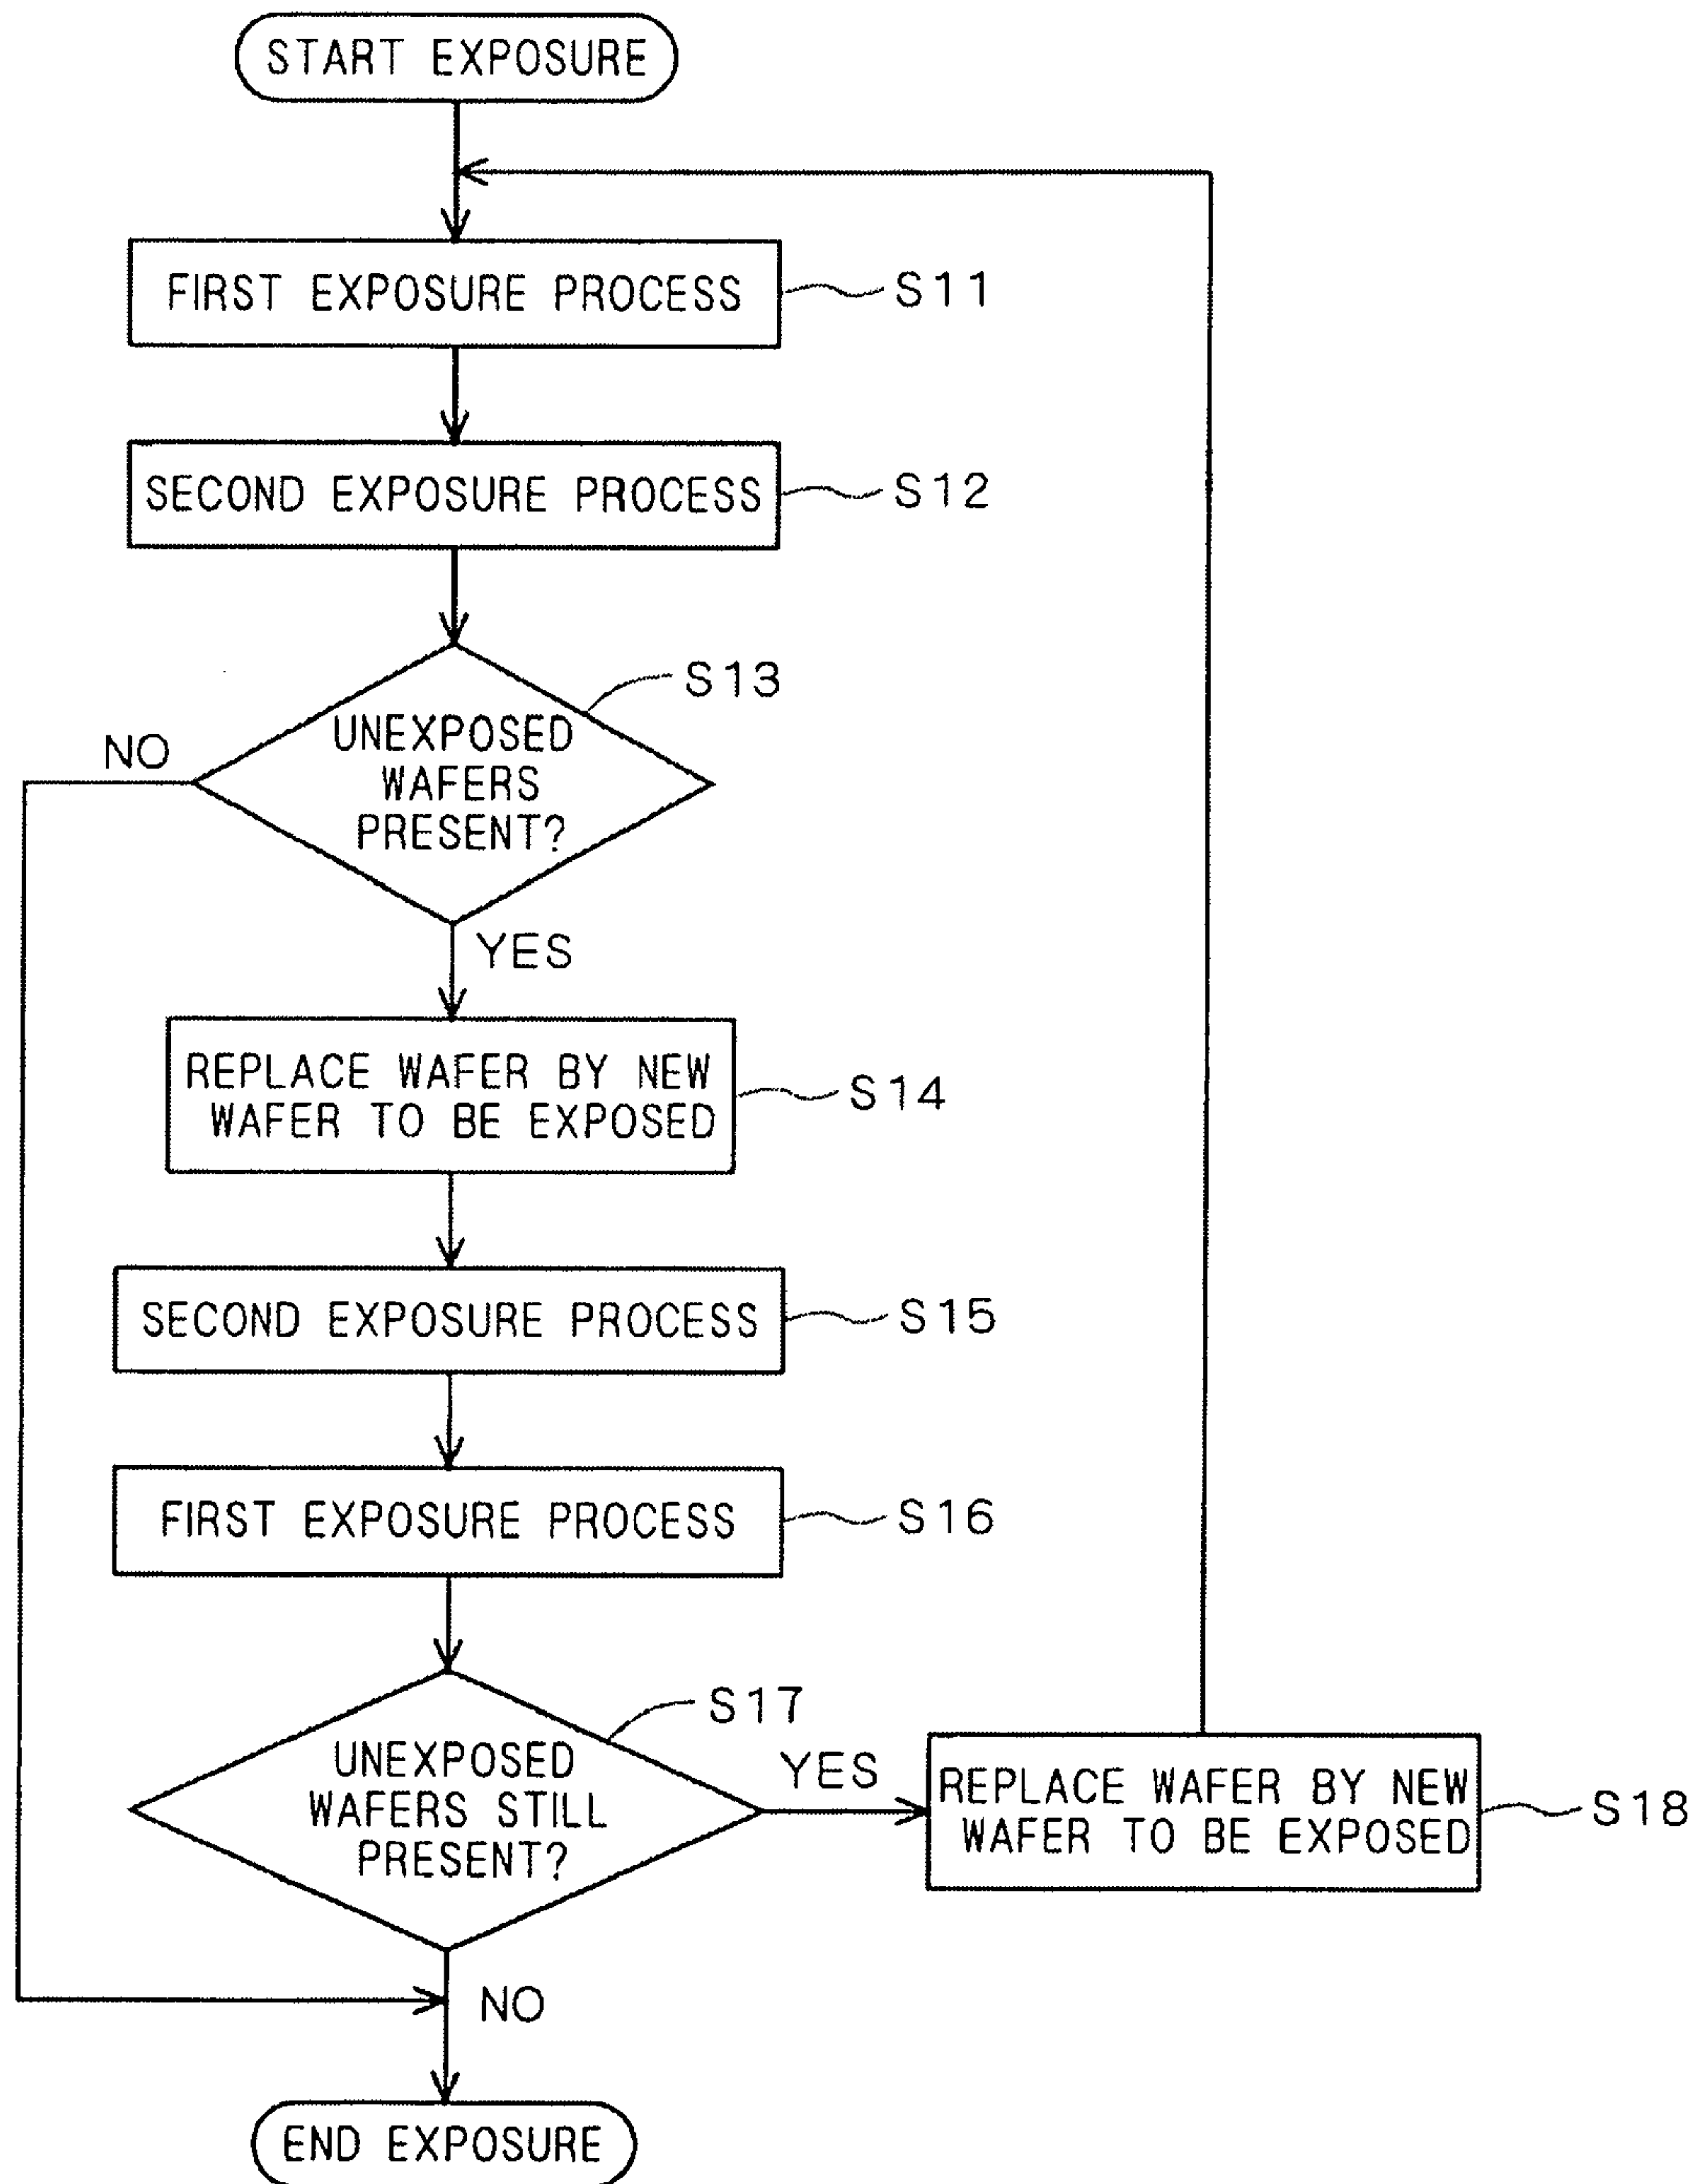 START EXPOSURE
FIRST EXPOSURE PROCESS
S11
SECOND EXPOSURE PROCESS
S12
S13
UNEXPOSED
WAFERS
PRESENT?
NO
YES
REPLACE WAFER BY NEW
WAFER TO BE EXPOSED
S14
SECOND EXPOSURE PROCESS
S15
FIRST EXPOSURE PROCESS
S16
S17
UNEXPOSED
WAFERS STILL
PRESENT?
YES
REPLACE WAFER BY NEW
WAFER TO BE EXPOSED
S18
NO
END EXPOSURE